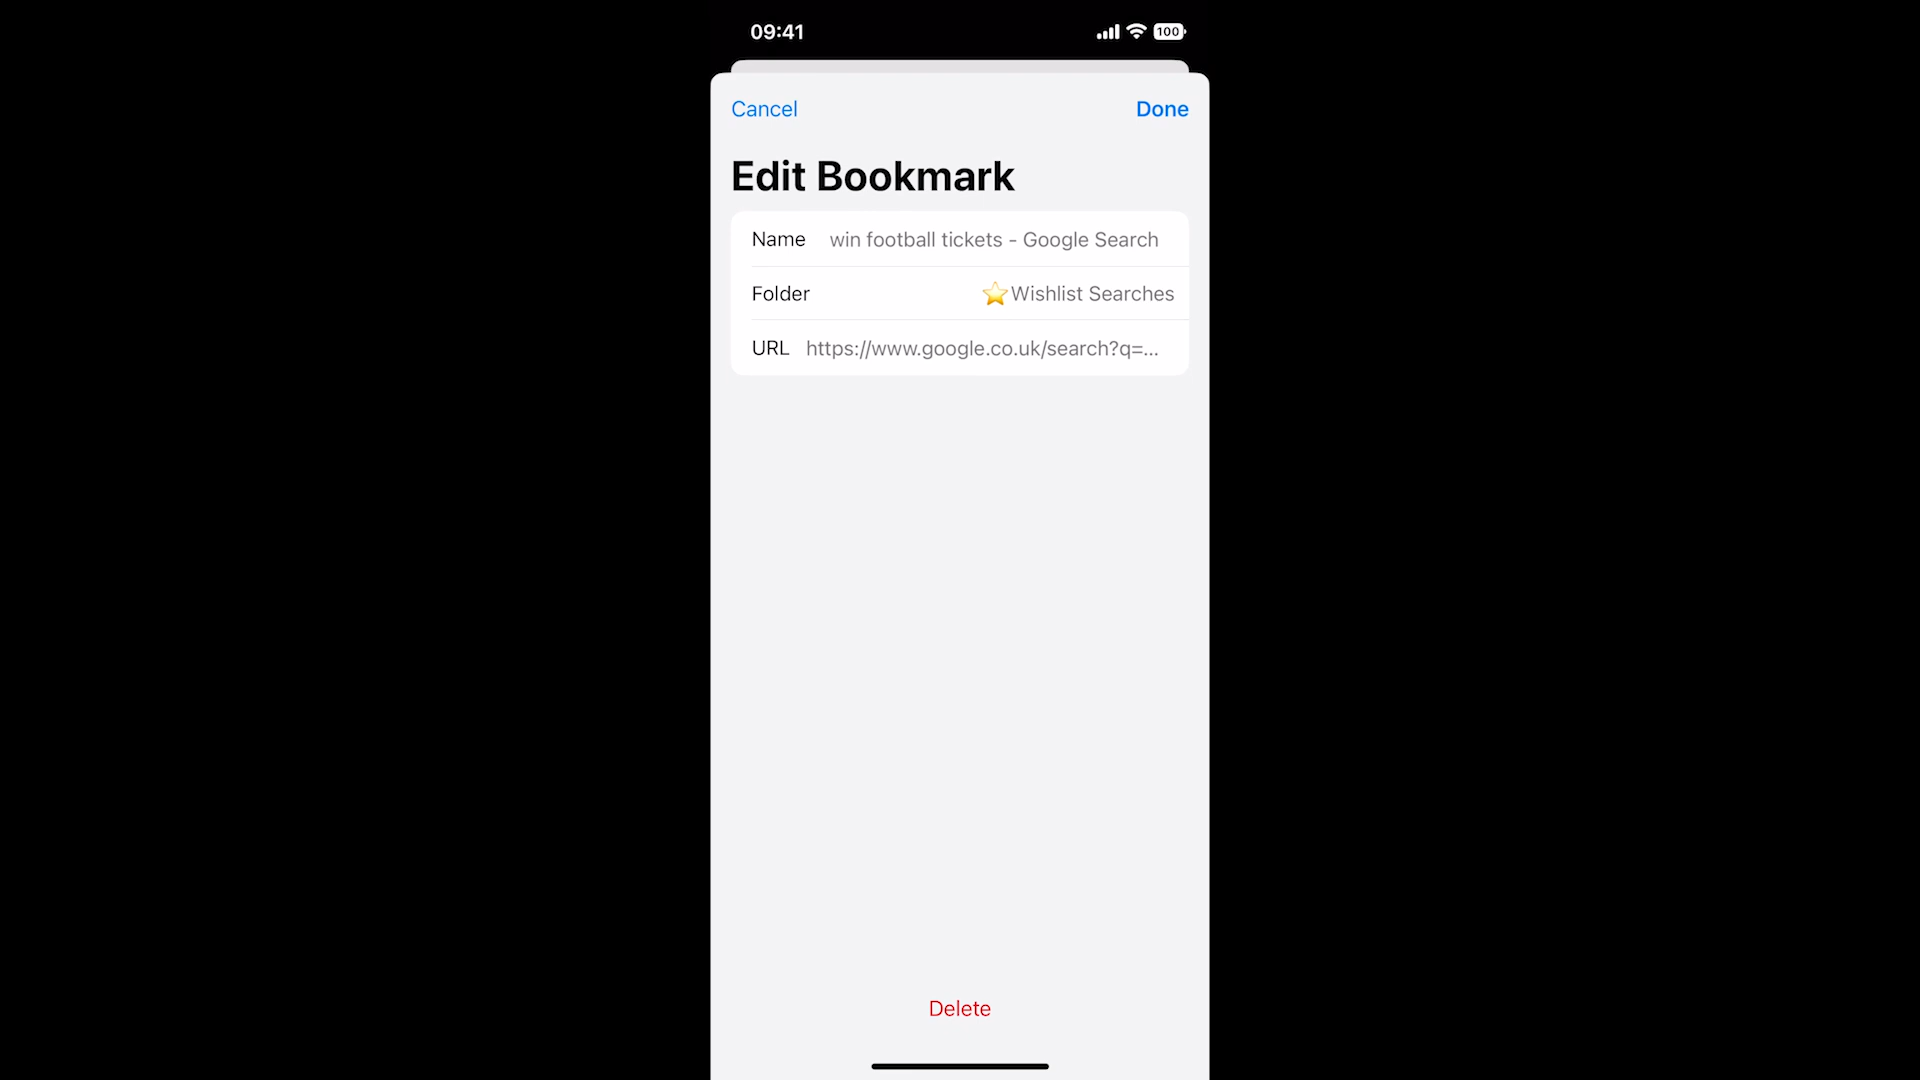 09:41
100
Cancel
Done
Edit Bookmark
Name win football tickets - Google Search
Folder ⭐Wishlist Searches
URL https://www.google.co.uk/search?q=...
Delete